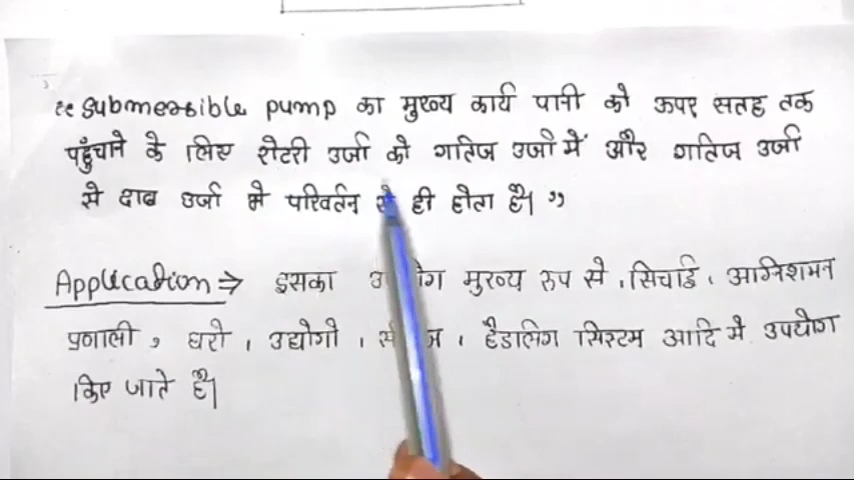 “Submersible pump का मुख्य कार्य पानी को ऊपर सतह तक
पहुंचाने के लिए रोटरी उर्जा को गतिज उर्जा में और गतिज उर्जा
से दाब उर्जा मे परिवर्तन से ही होता है। ”
Application ⇒ इसका मुख्य रुप से , सिचाई , आग्निशमन
प्रणाली , घरो , उद्योगो , हैडलिंग सिस्टम आदि मे उपयोग
किए जाते है।